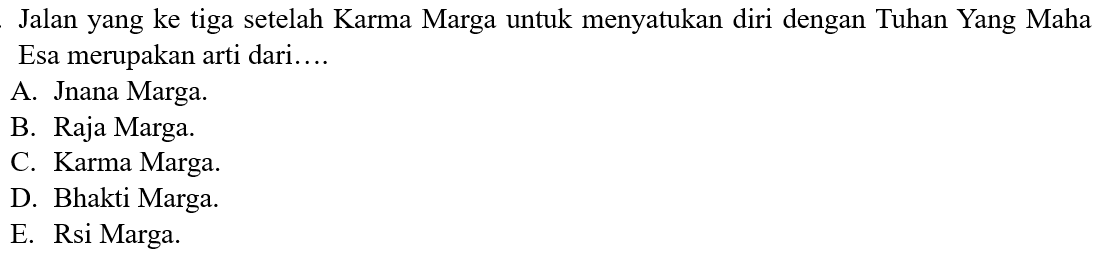 . Jalan yang ke tiga setelah Karma Marga untuk menyatukan diri dengan Tuhan Yang Maha
Esa merupakan arti dari….
A. Jnana Marga.
B. Raja Marga.
C. Karma Marga.
D. Bhakti Marga.
E. Rsi Marga.